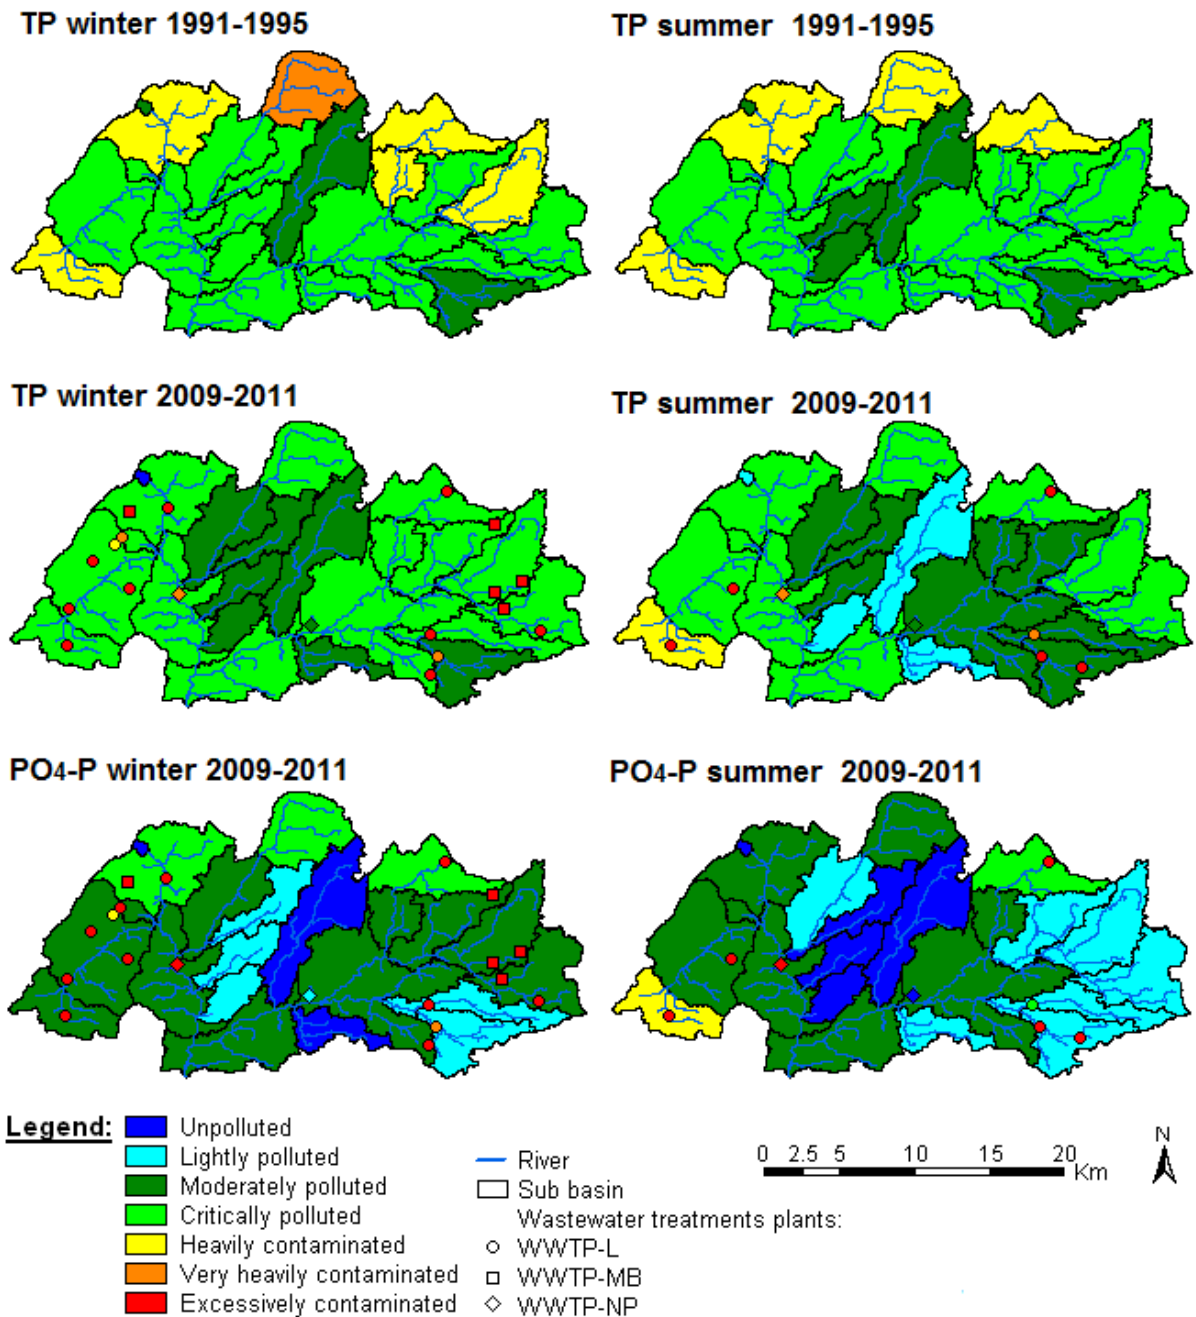 TP winter 1991-1995
TP summer 1991-1995
TP winter 2009-2011
TP summer 2009-2011
PO4-P winter 2009-2011
PO4-P summer 2009-2011
Legend:
Unpolluted
Lightly polluted
Moderately polluted
Critically polluted
Heavily contaminated
Very heavily contaminated
Excessively contaminated
River
Sub basin
Wastewater treatments plants:
WWTP-L
WWTP-MB
WWTP-NP
0 2.5 5 10 15 20
Km
N